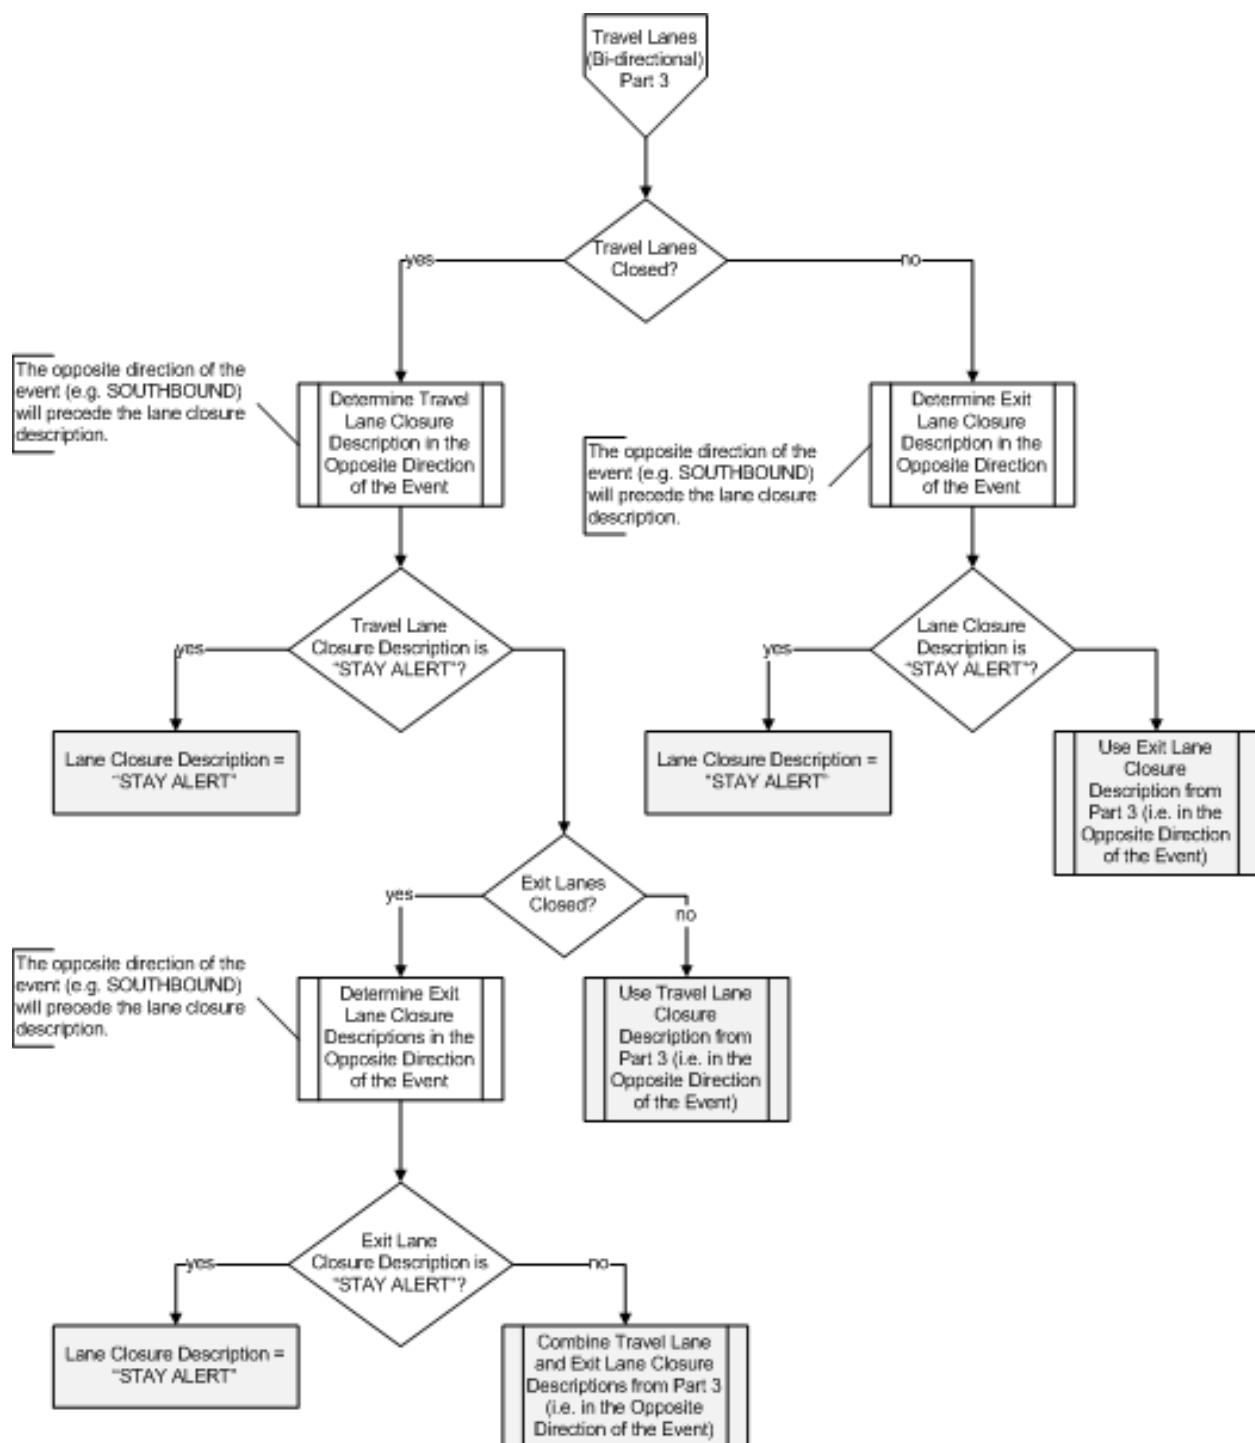 Travel Lanes
(Bi-directional)
Part 3
Travel Lanes
Closed?
yes
no
The opposite direction of the
event (e.g. SOUTHBOUND)
will precede the lane closure
description.
Determine Travel
Lane Closure
Description in the
Opposite Direction
of the Event
The opposite direction of the
event (e.g. SOUTHBOUND)
will precede the lane closure
description.
Determine Exit
Lane Closure
Description in the
Opposite Direction
of the Event
Travel Lane
Closure Description is
"STAY ALERT"?
yes
Lane Closure
Description is
"STAY ALERT"?
yes
Lane Closure Description =
"STAY ALERT"
Lane Closure Description =
"STAY ALERT"
Use Exit Lane
Closure
Description from
Part 3 (i.e. in the
Opposite Direction
of the Event)
Exit Lanes
Closed?
yes
no
The opposite direction of the
event (e.g. SOUTHBOUND)
will precede the lane closure
description.
Determine Exit
Lane Closure
Descriptions in the
Opposite Direction
of the Event
Use Travel Lane
Closure
Description from
Part 3 (i.e. in the
Opposite Direction
of the Event)
Exit Lane
Closure Description is
"STAY ALERT"?
yes
no
Lane Closure Description =
"STAY ALERT"
Combine Travel Lane
and Exit Lane Closure
Descriptions from Part 3
(i.e. in the Opposite
Direction of the Event)